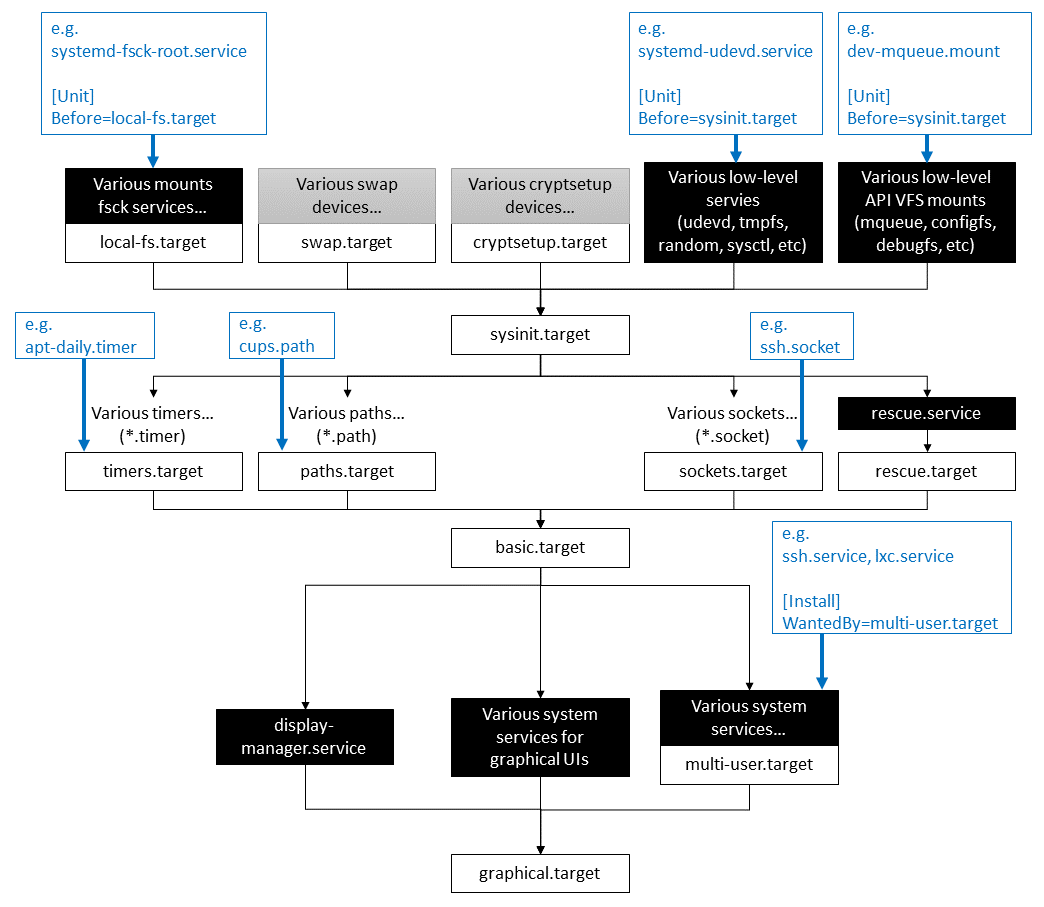 e.g.
systemd-fsck-root.service
[Unit]
Before=local-fs.target
e.g.
systemd-udevd.service
[Unit]
Before=sysinit.target
e.g.
dev-mqueue.mount
[Unit]
Before=sysinit.target
Various mounts
fsck services...
local-fs.target
Various swap
devices...
swap.target
Various cryptsetup
devices...
cryptsetup.target
Various low-level
servies
(udevd, tmpfs,
random, sysctl, etc)
Various low-level
API VFS mounts
(mqueue, configfs,
debugfs, etc)
sysinit.target
e.g.
apt-daily.timer
e.g.
cups.path
e.g.
ssh.socket
Various timers...
(*.timer)
timers.target
Various paths...
(*.path)
paths.target
Various sockets...
(*.socket)
sockets.target
rescue.service
rescue.target
basic.target
e.g.
ssh.service, lxc.service
[Install]
WantedBy=multi-user.target
display-
manager.service
Various system
services for
graphical UIs
Various system
services...
multi-user.target
graphical.target